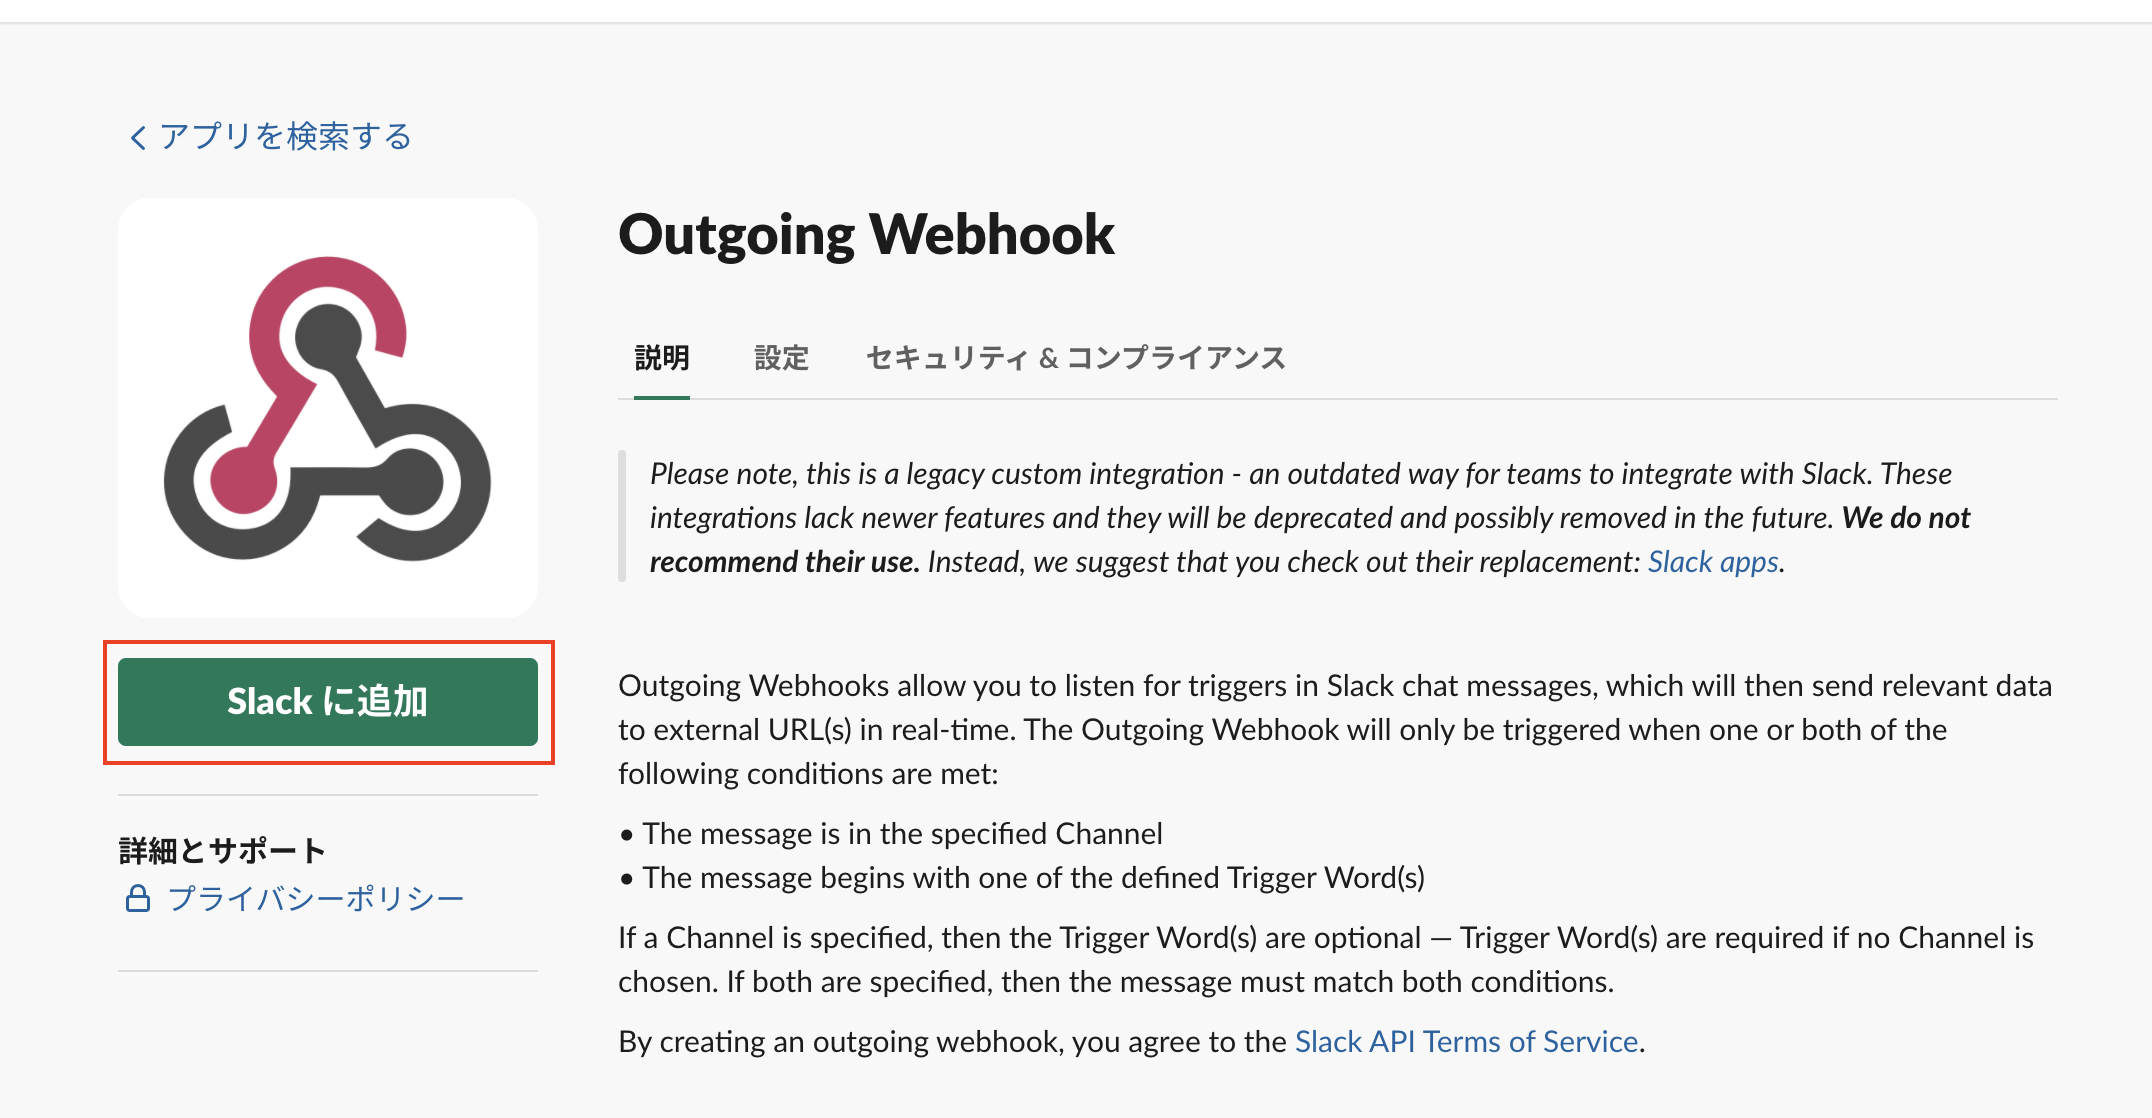 アプリを検索する
Outgoing Webhook
説明 設定 セキュリティ & コンプライアンス
Please note, this is a legacy custom integration - an outdated way for teams to integrate with Slack. These
integrations lack newer features and they will be deprecated and possibly removed in the future. We do not
recommend their use. Instead, we suggest that you check out their replacement: Slack apps.
Slack に追加
詳細とサポート
プライバシーポリシー
Outgoing Webhooks allow you to listen for triggers in Slack chat messages, which will then send relevant data
to external URL(s) in real-time. The Outgoing Webhook will only be triggered when one or both of the
following conditions are met:
• The message is in the specified Channel
• The message begins with one of the defined Trigger Word(s)
If a Channel is specified, then the Trigger Word(s) are optional — Trigger Word(s) are required if no Channel is
chosen. If both are specified, then the message must match both conditions.
By creating an outgoing webhook, you agree to the Slack API Terms of Service.